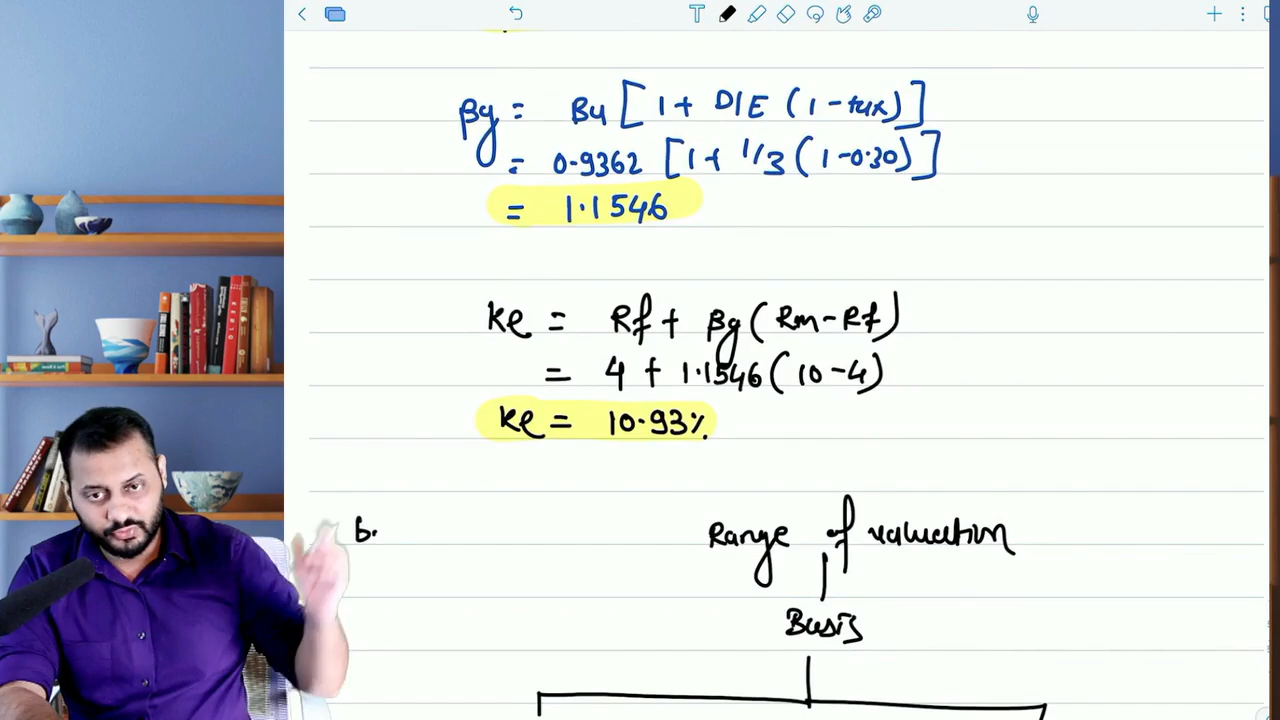 βg = Bu [ 1 + D/E (1 - tax) ]
= 0.9362 [ 1 + 1/3 (1-0.30) ]
= 1.1546
Ke = Rf + βg (Rm - Rf)
= 4 + 1.1546 ( 10 - 4)
Ke = 10.93%
b. Range of valuation
Basis